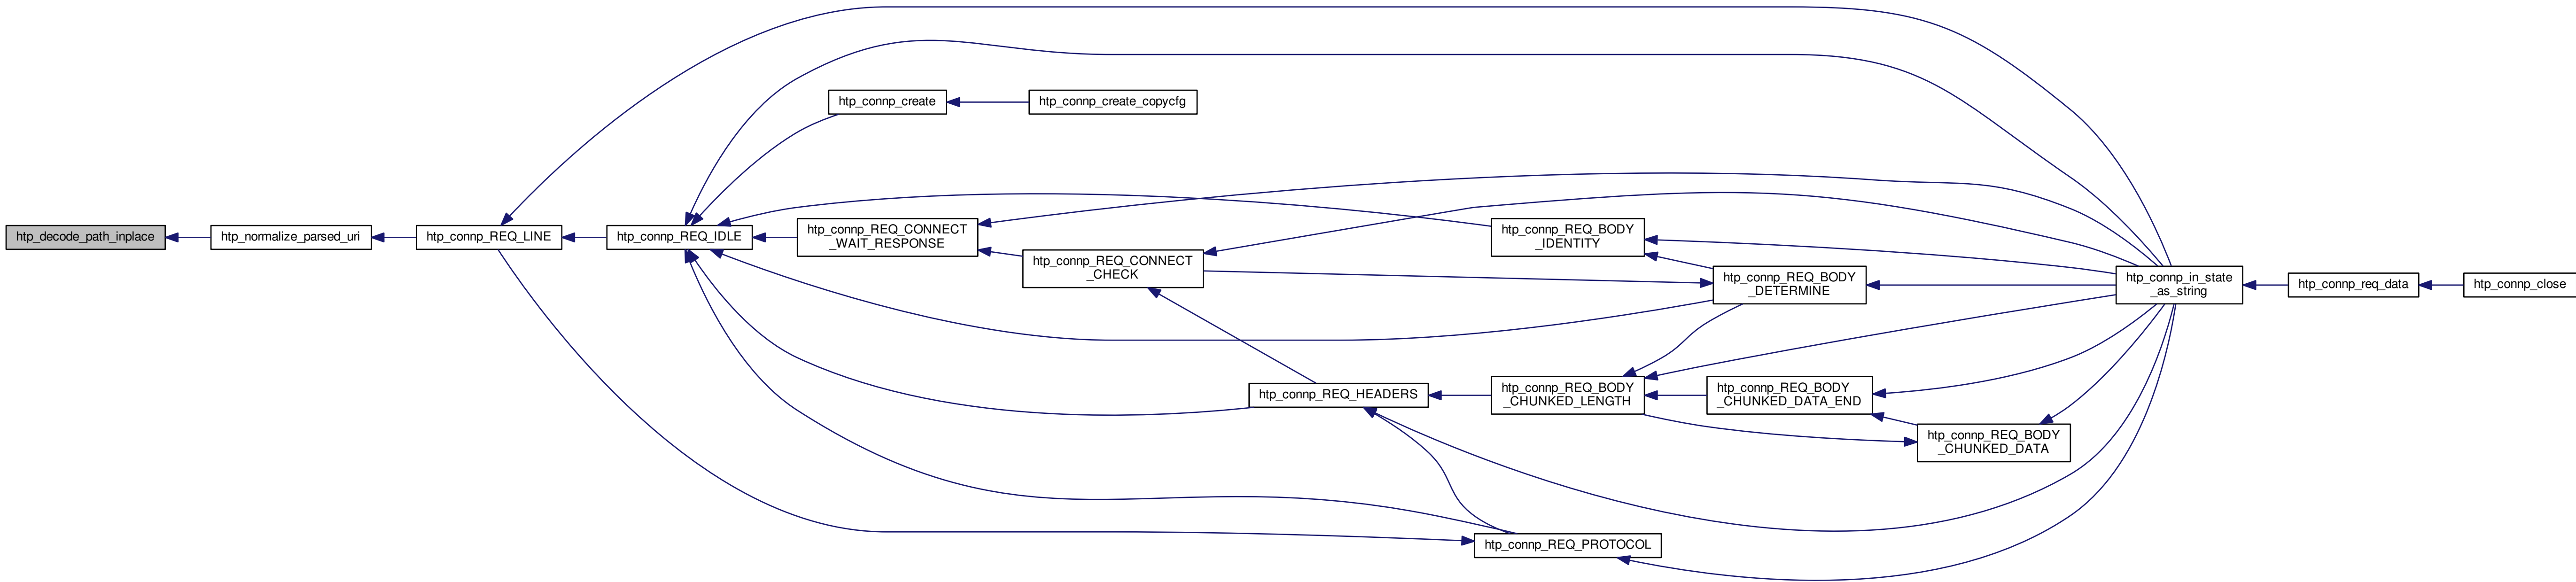 htp_decode_path_inplace
htp_normalize_parsed_uri
htp_connp_REQ_LINE
htp_connp_REQ_IDLE
htp_connp_create
htp_connp_create_copycfg
htp_connp_REQ_CONNECT
_WAIT_RESPONSE
htp_connp_REQ_CONNECT
_CHECK
htp_connp_REQ_HEADERS
htp_connp_REQ_BODY
_IDENTITY
htp_connp_REQ_BODY
_DETERMINE
htp_connp_REQ_BODY
_CHUNKED_LENGTH
htp_connp_REQ_BODY
_CHUNKED_DATA_END
htp_connp_REQ_BODY
_CHUNKED_DATA
htp_connp_REQ_PROTOCOL
htp_connp_in_state
_as_string
htp_connp_req_data
htp_connp_close